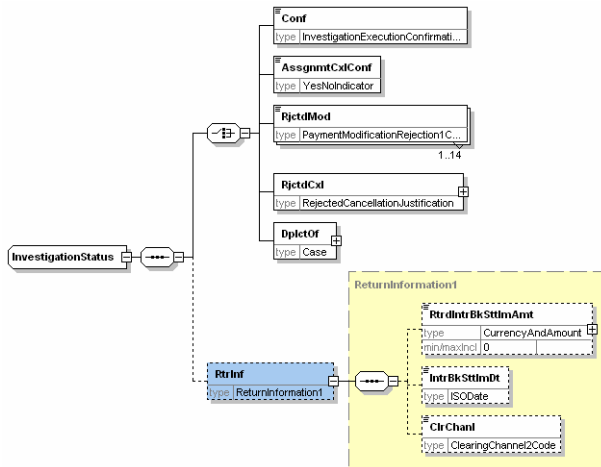 Conf
type InvestigationExecutionConfirmati...
AssgnmtCxlConf
type YesNoIndicator
RjctdMod
type PaymentModificationRejection1C...
1..14
RjctdCxl
type RejectedCancellationJustification
DplctOf
type Case
InvestigationStatus
ReturnInformation1
RtrdIntrBkSttlmAmt
type CurrencyAndAmount
min/maxIncl 0
RtrInf
type ReturnInformation1
IntrBkSttlmDt
type ISODate
ClrChanl
type ClearingChannel2Code